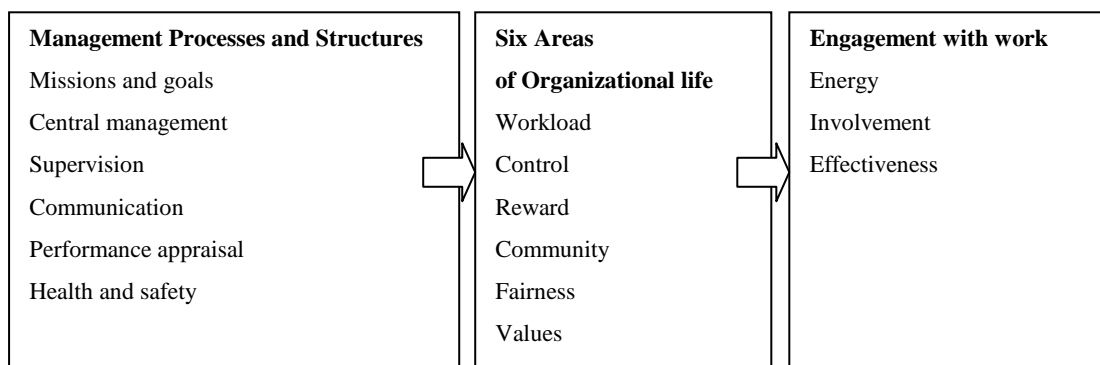 Management Processes and Structures
Missions and goals
Central management
Supervision
Communication
Performance appraisal
Health and safety
Six Areas
of Organizational life
Workload
Control
Reward
Community
Fairness
Values
Engagement with work
Energy
Involvement
Effectiveness